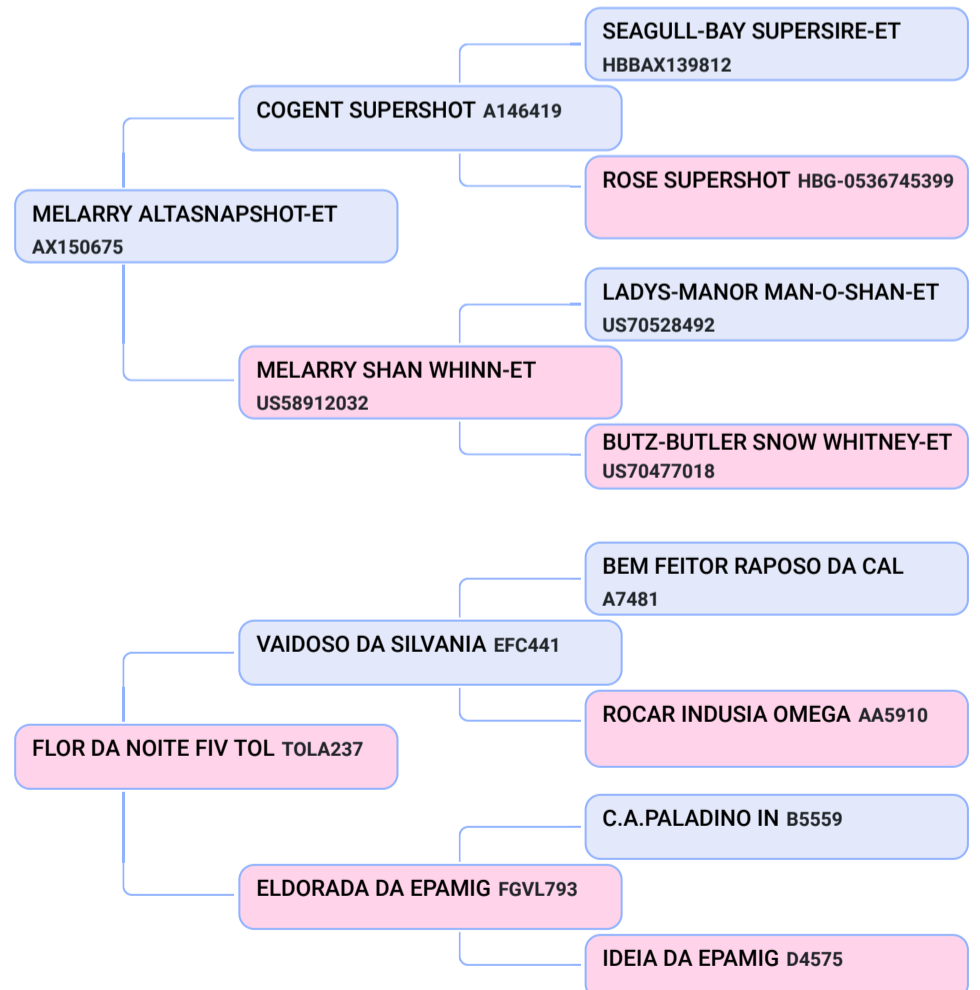 SEAGULL-BAY SUPERSIRE-ET
HBBAX139812
COGENT SUPERSHOT A146419
ROSE SUPERSHOT HBG-0536745399
MELARRY ALTASNAPSHOT-ET
AX150675
LADYS-MANOR MAN-O-SHAN-ET
US70528492
MELARRY SHAN WHINN-ET
US58912032
BUTZ-BUTLER SNOW WHITNEY-ET
US70477018
BEM FEITOR RAPOSO DA CAL
A7481
VAIDOSO DA SILVANIA EFC441
ROCAR INDUSIA OMEGA AA5910
FLOR DA NOITE FIV TOL TOLA237
C.A.PALADINO IN B5559
ELDORADA DA EPAMIG FGVL793
IDEIA DA EPAMIG D4575